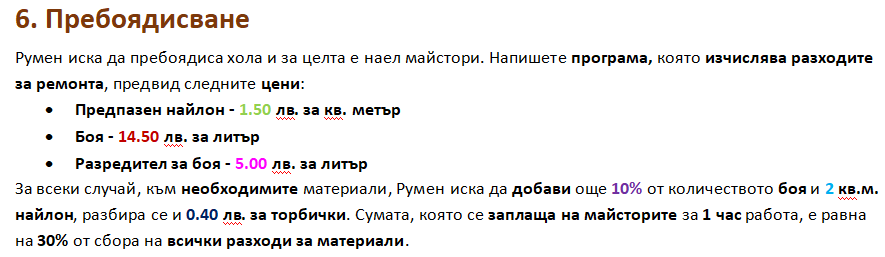 6. Пребоядисване
Румен иска да пребоядиса хола и за целта е наел майстори. Напишете програма, която изчислява разходите
за ремонта, предвид следните цени:
• Предпазен найлон - 1.50 лв. за кв. метър
• Боя - 14.50 лв. за литър
• Разредител за боя - 5.00 лв. за литър
За всеки случай, към необходимите материали, Румен иска да добави още 10% от количеството боя и 2 кв.м.
найлон, разбира се и 0.40 лв. за торбички. Сумата, която се заплаща на майсторите за 1 час работа, е равна
на 30% от сбора на всички разходи за материали.